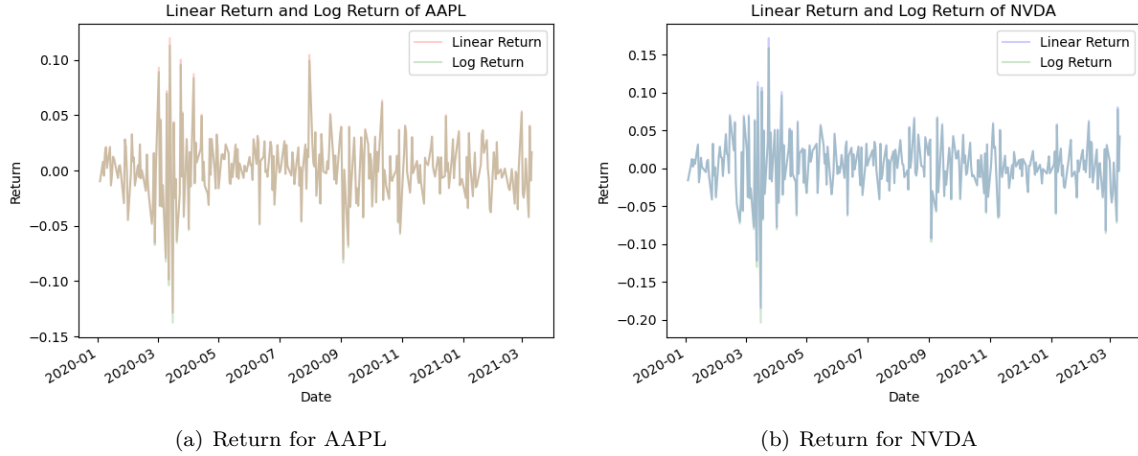 Linear Return and Log Return of AAPL
Linear Return
Log Return
0.10
0.05
0.00
−0.05
−0.10
−0.15
Return
2020-01
2020-03
2020-05
2020-07
2020-09
2020-11
2021-01
2021-03
Date
(a) Return for AAPL
Linear Return and Log Return of NVDA
Linear Return
Log Return
0.15
0.10
0.05
0.00
−0.05
−0.10
−0.15
−0.20
Return
2020-01
2020-03
2020-05
2020-07
2020-09
2020-11
2021-01
2021-03
Date
(b) Return for NVDA